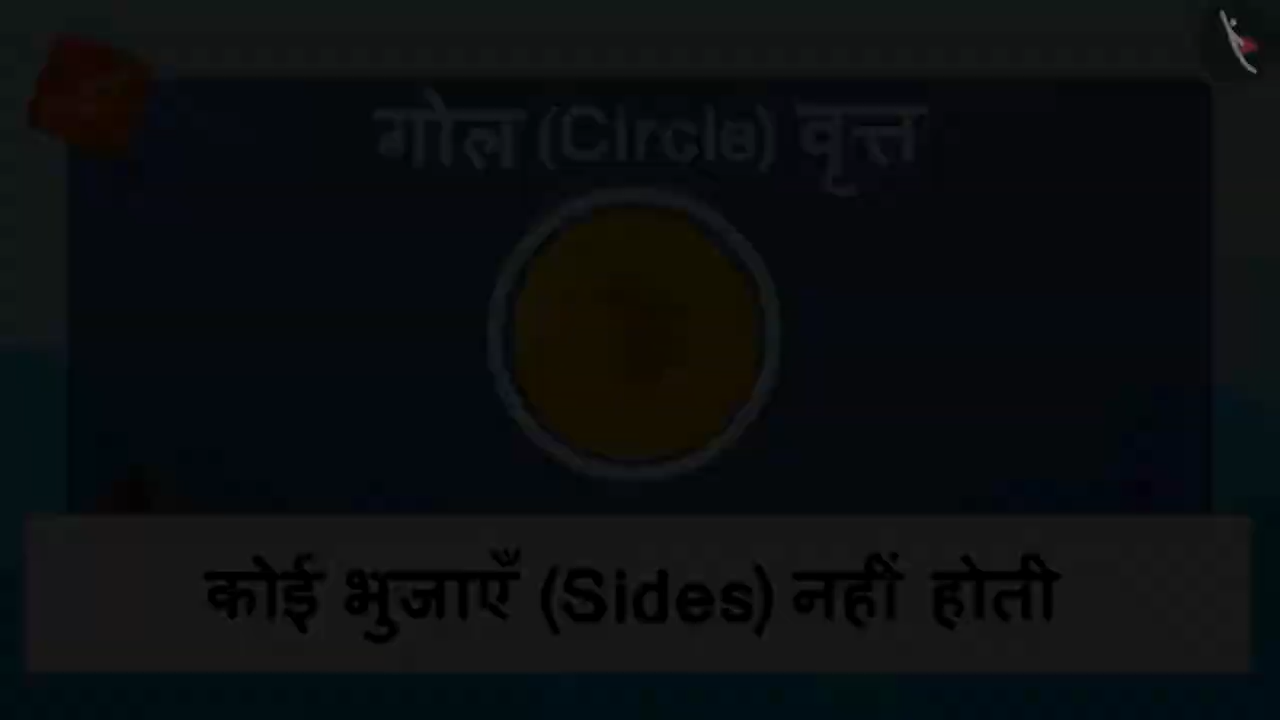 गोल (Circle) वृत्त
कोई भुजाएँ (Sides) नहीं होती